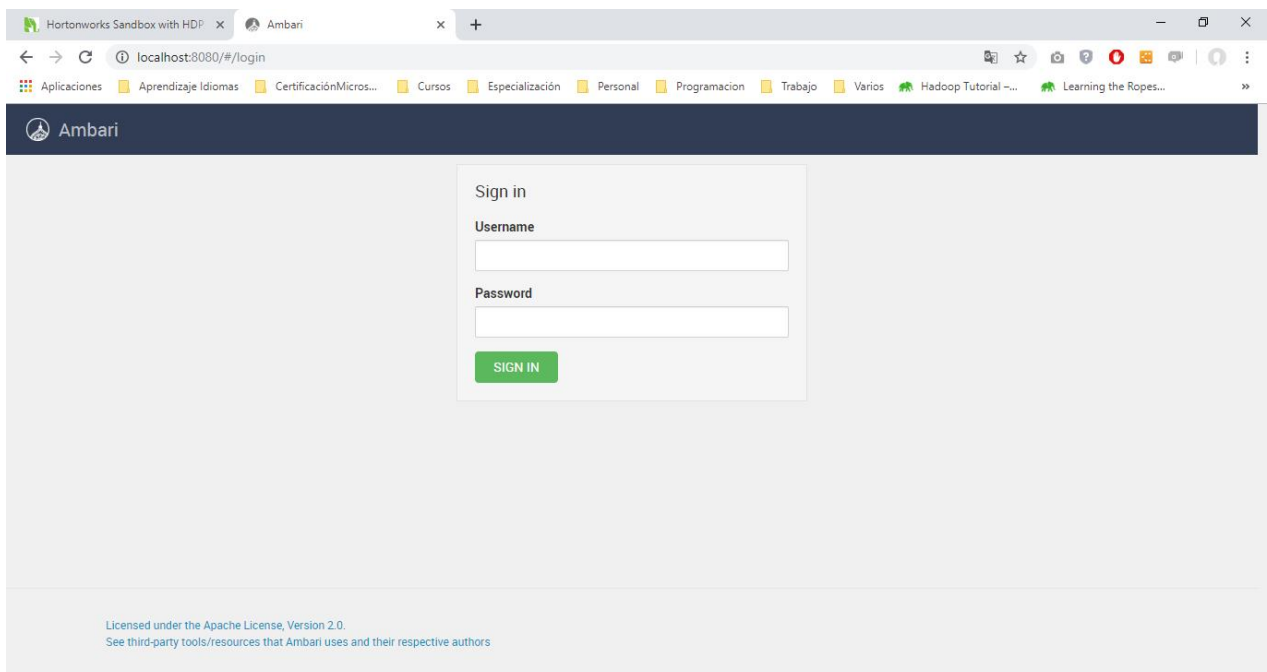 Hortonworks Sandbox with HDP
Ambari
localhost:8080/#/login
Aplicaciones
Aprendizaje Idiomas
CertificaciónMicros...
Cursos
Especialización
Personal
Programacion
Trabajo
Varios
Hadoop Tutorial –...
Learning the Ropes...
Ambari
Sign in
Username
Password
SIGN IN
Licensed under the Apache License, Version 2.0.
See third-party tools/resources that Ambari uses and their respective authors